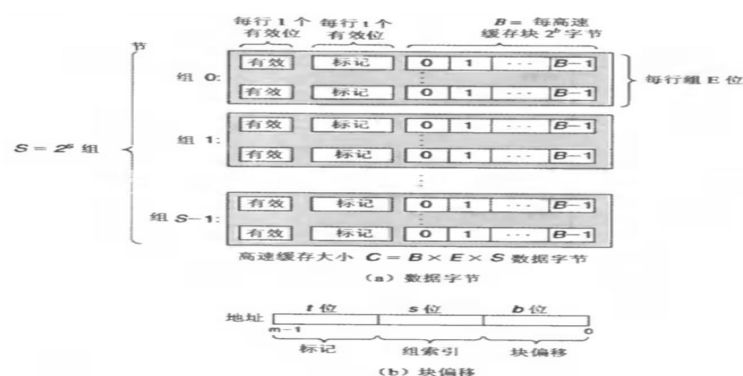 每行 1 个 每行 t 个 B = 每高速
有效位 有效位 缓存块 2ᵇ 字节
节
有效 标记 0 1 ··· B−1
组 0: 每行组 E 位
有效 标记 0 1 ··· B−1
有效 标记 0 1 ··· B−1
组 1:
S = 2ˢ 组
有效 标记 0 1 ··· B−1
有效 标记 0 1 ··· B−1
组 S−1:
有效 标记 0 1 ··· B−1
高速缓存大小 C = B × E × S 数据字节
(a) 数据字节
t 位 s 位 b 位
地址
m−1 0
标记 组索引 块偏移
(b) 块偏移